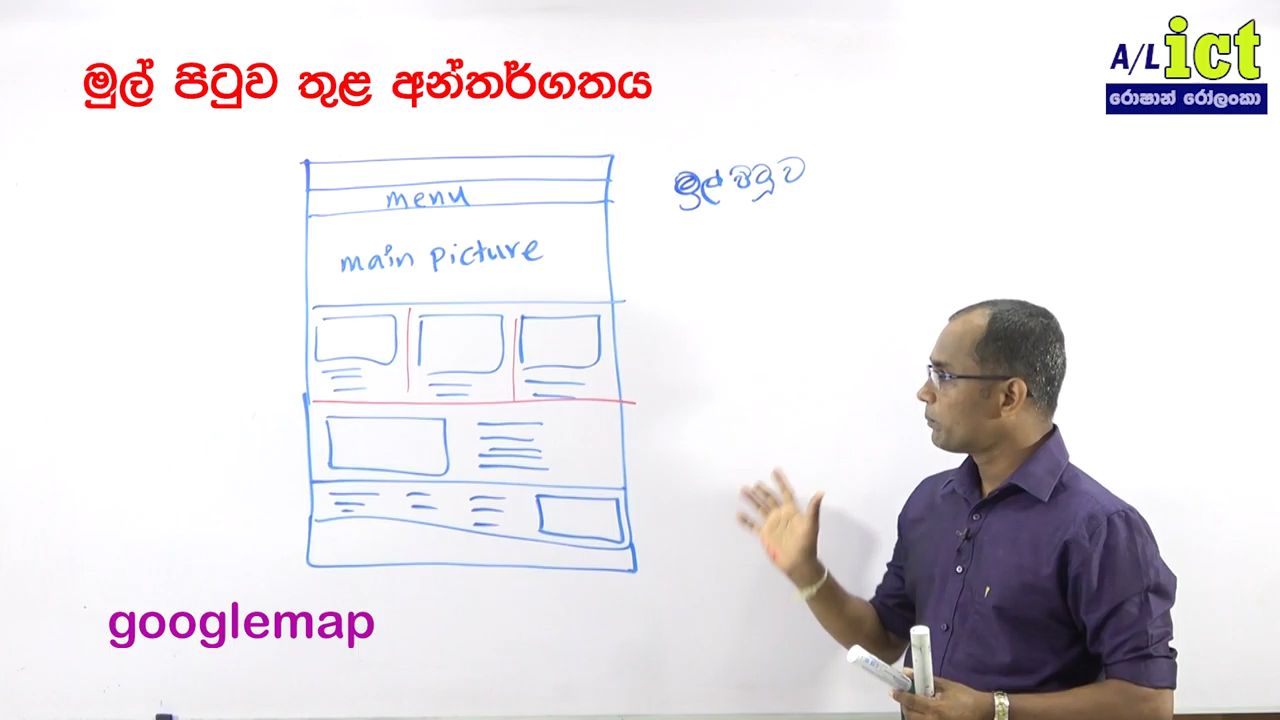 මුල් පිටුව තුළ අන්තර්ගතය
A/L ict
රොෂාන් රෝලංකා
මුල් පිටුව
menu
main picture
googlemap